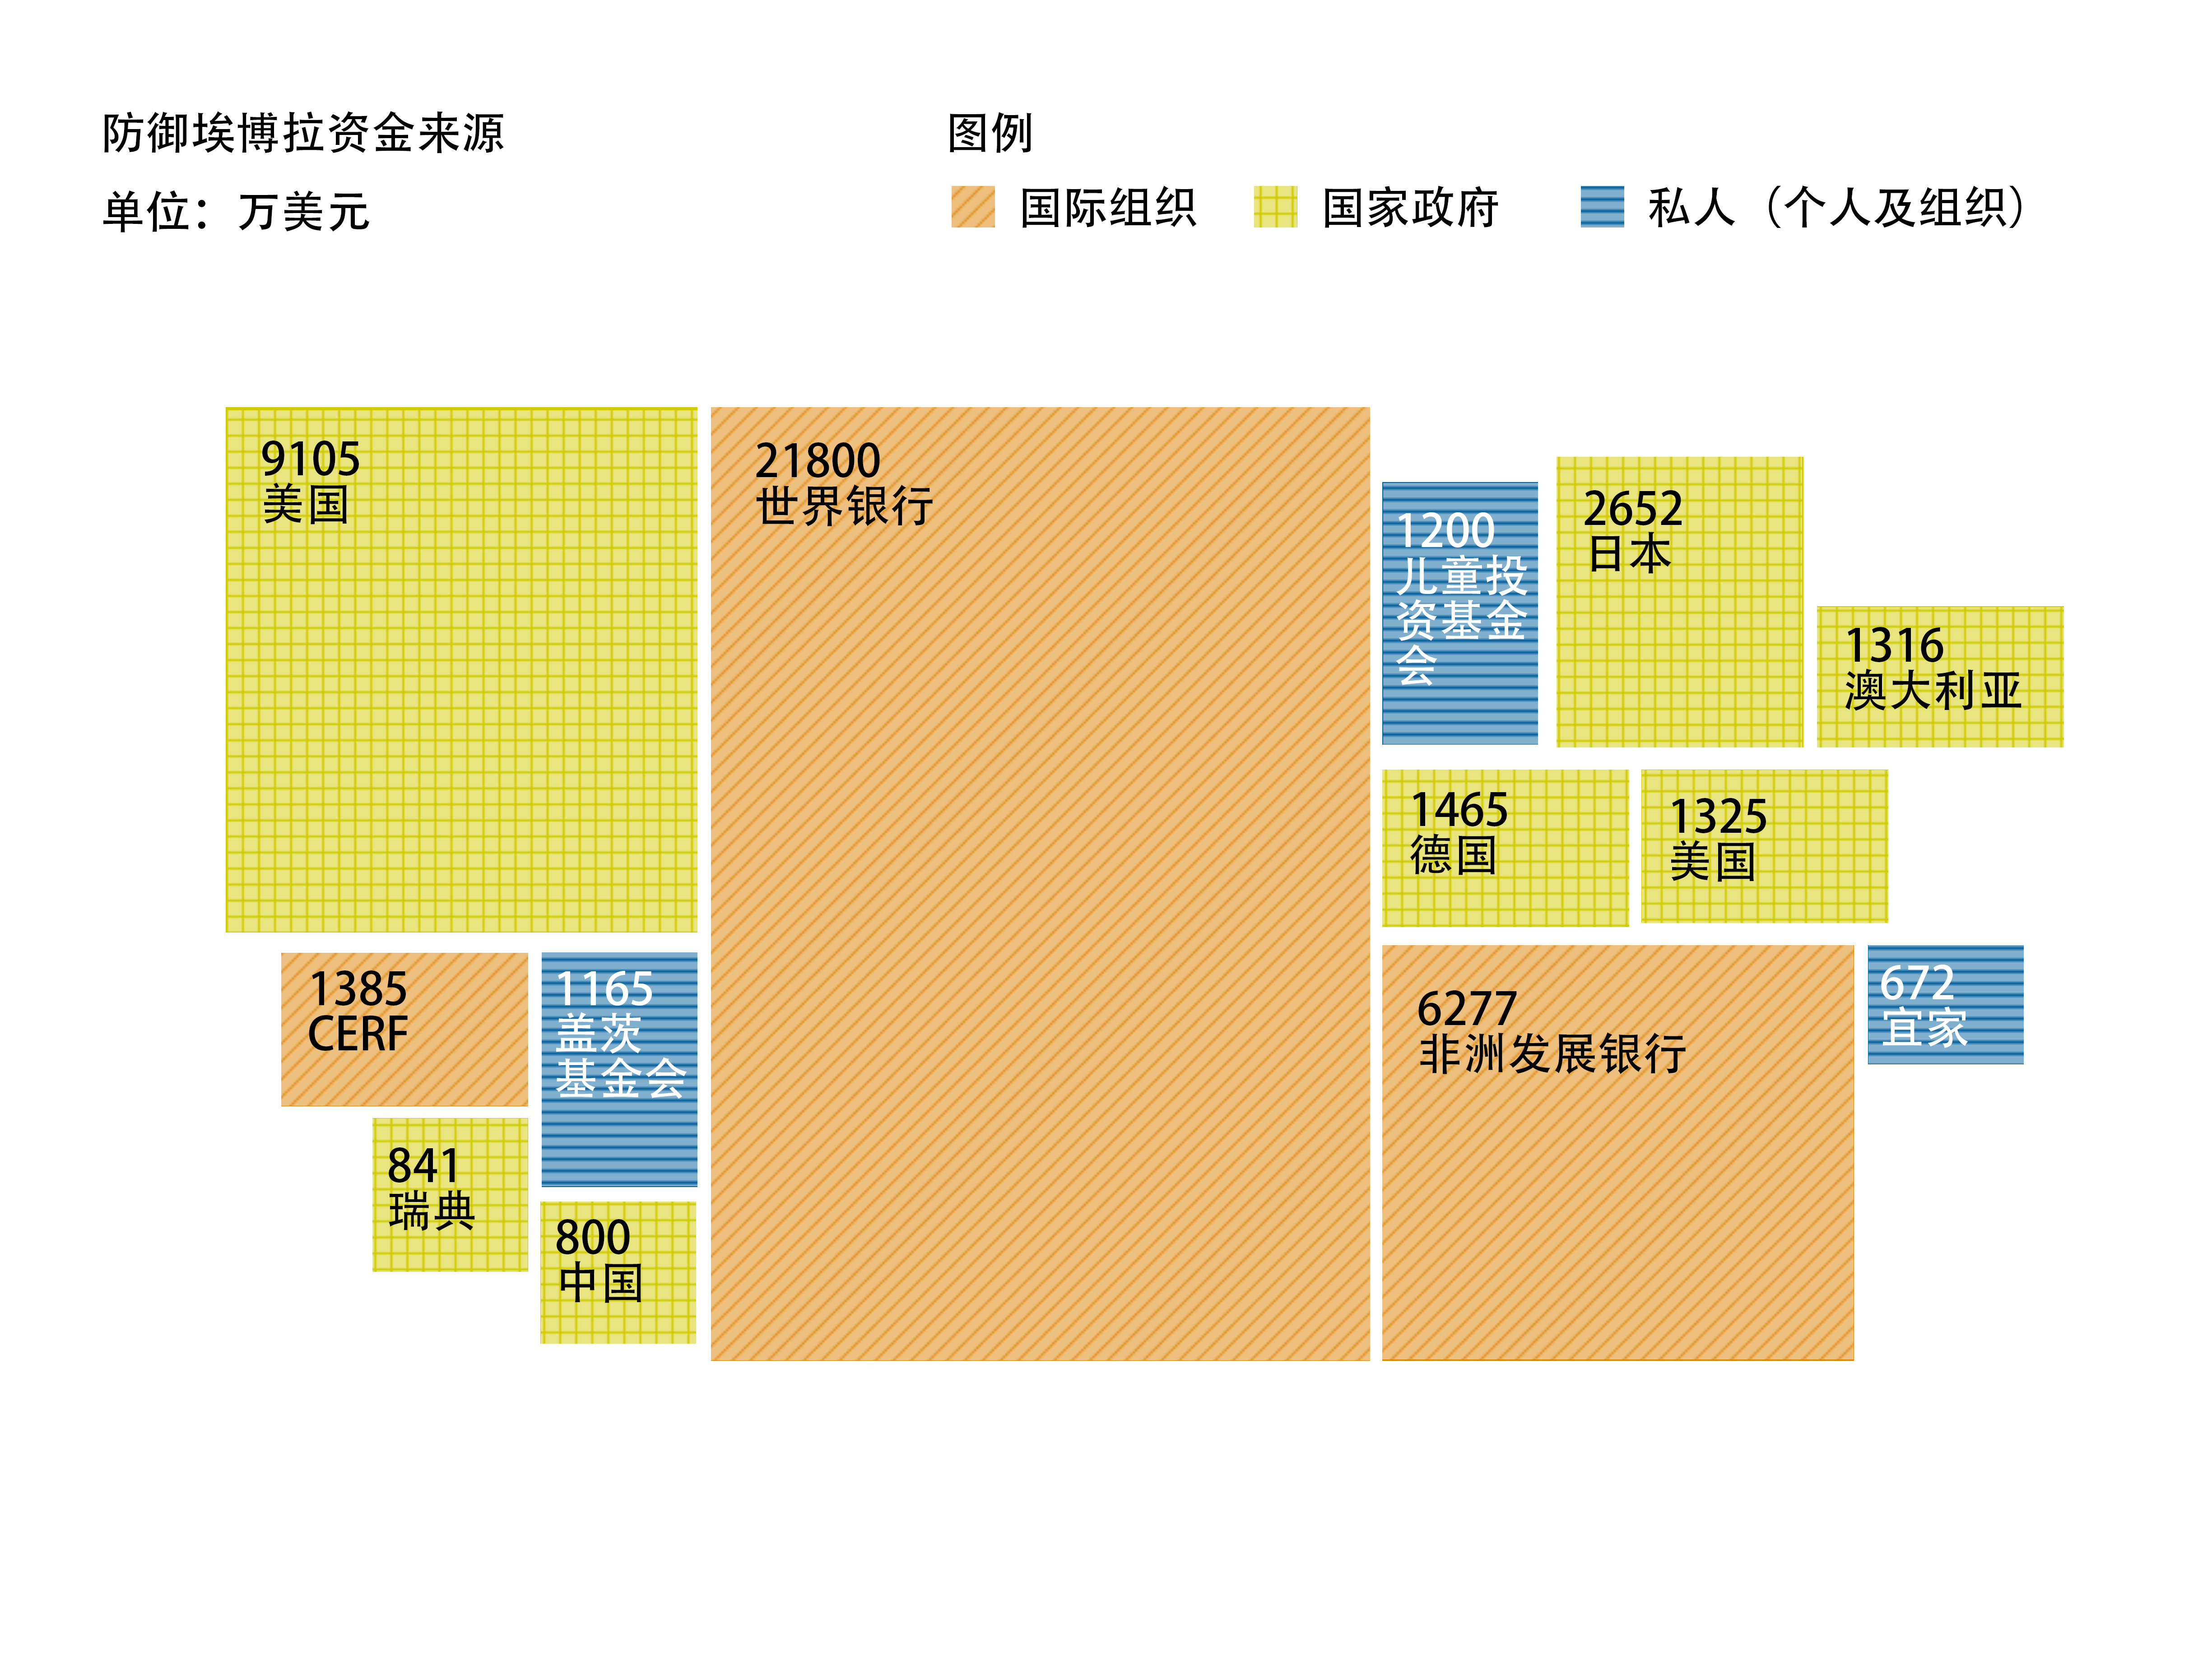 防御埃博拉资金来源
单位：万美元
图例
国际组织
国家政府
私人（个人及组织）
9105
美国
21800
世界银行
1200
儿童投
资基金
会
2652
日本
1316
澳大利亚
1465
德国
1325
美国
1385
CERF
1165
盖茨
基金会
6277
非洲发展银行
672
宜家
841
瑞典
800
中国